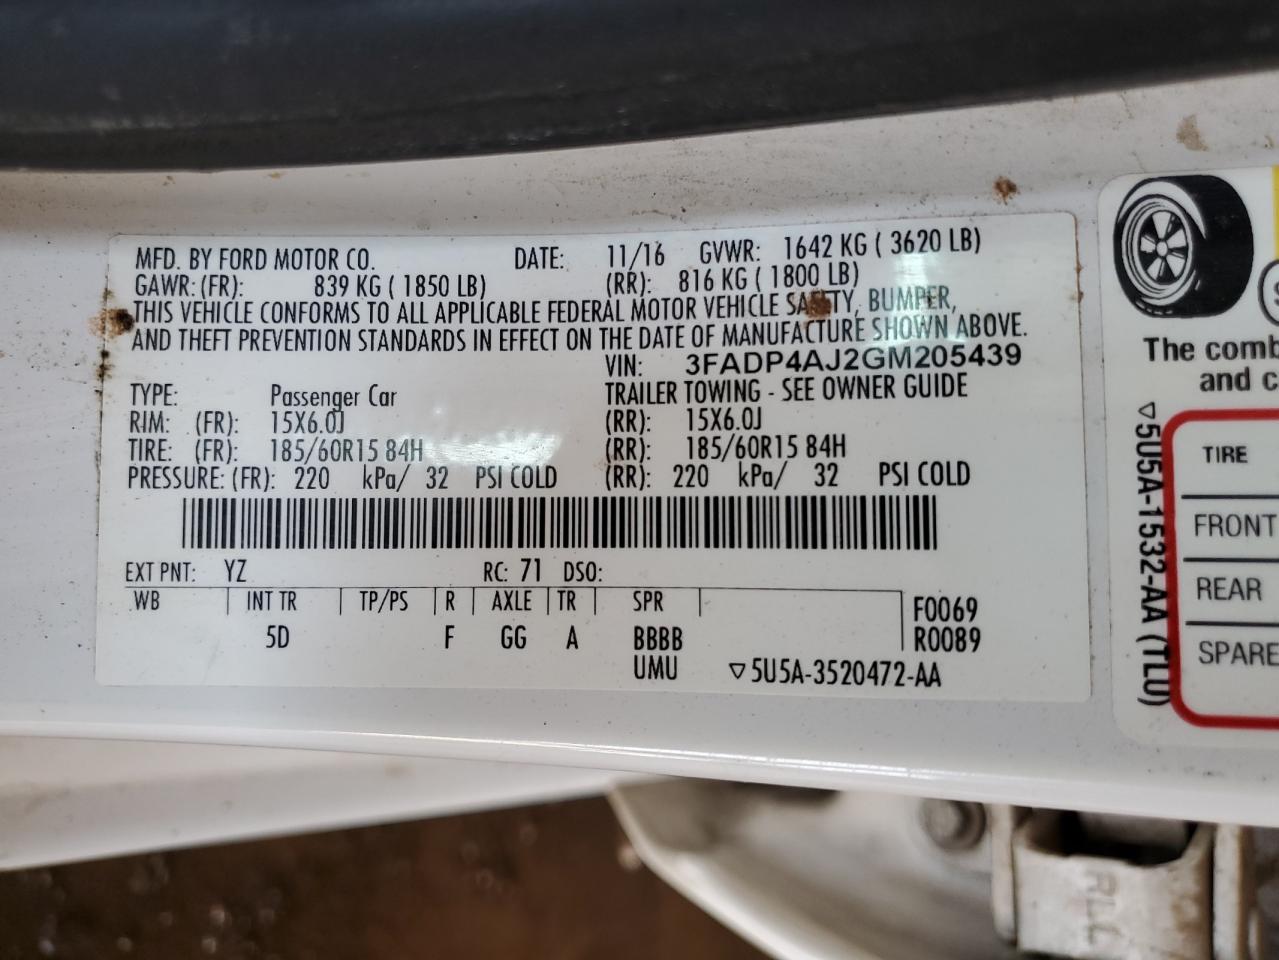 MFD. BY FORD MOTOR CO. DATE: 11/16 GVWR: 1642 KG ( 3620 LB)
GAWR: (FR): 839 KG ( 1850 LB) (RR): 816 KG ( 1800 LB)
THIS VEHICLE CONFORMS TO ALL APPLICABLE FEDERAL MOTOR VEHICLE SAFETY, BUMPER,
AND THEFT PREVENTION STANDARDS IN EFFECT ON THE DATE OF MANUFACTURE SHOWN ABOVE.
VIN: 3FADP4AJ2GM205439
TYPE: Passenger Car TRAILER TOWING - SEE OWNER GUIDE
RIM: (FR): 15X6.0J (RR): 15X6.0J
TIRE: (FR): 185/60R15 84H (RR): 185/60R15 84H
PRESSURE: (FR): 220 kPa/ 32 PSI COLD (RR): 220 kPa/ 32 PSI COLD
EXT PNT: YZ RC: 71 DSO:
WB INT TR TP/PS R AXLE TR SPR F0069
5D F GG A BBBB R0089
UMU ▽5U5A-3520472-AA
The comb
and c
▽5U5A-1532-AA (TLU)
TIRE
FRONT
REAR
SPARE